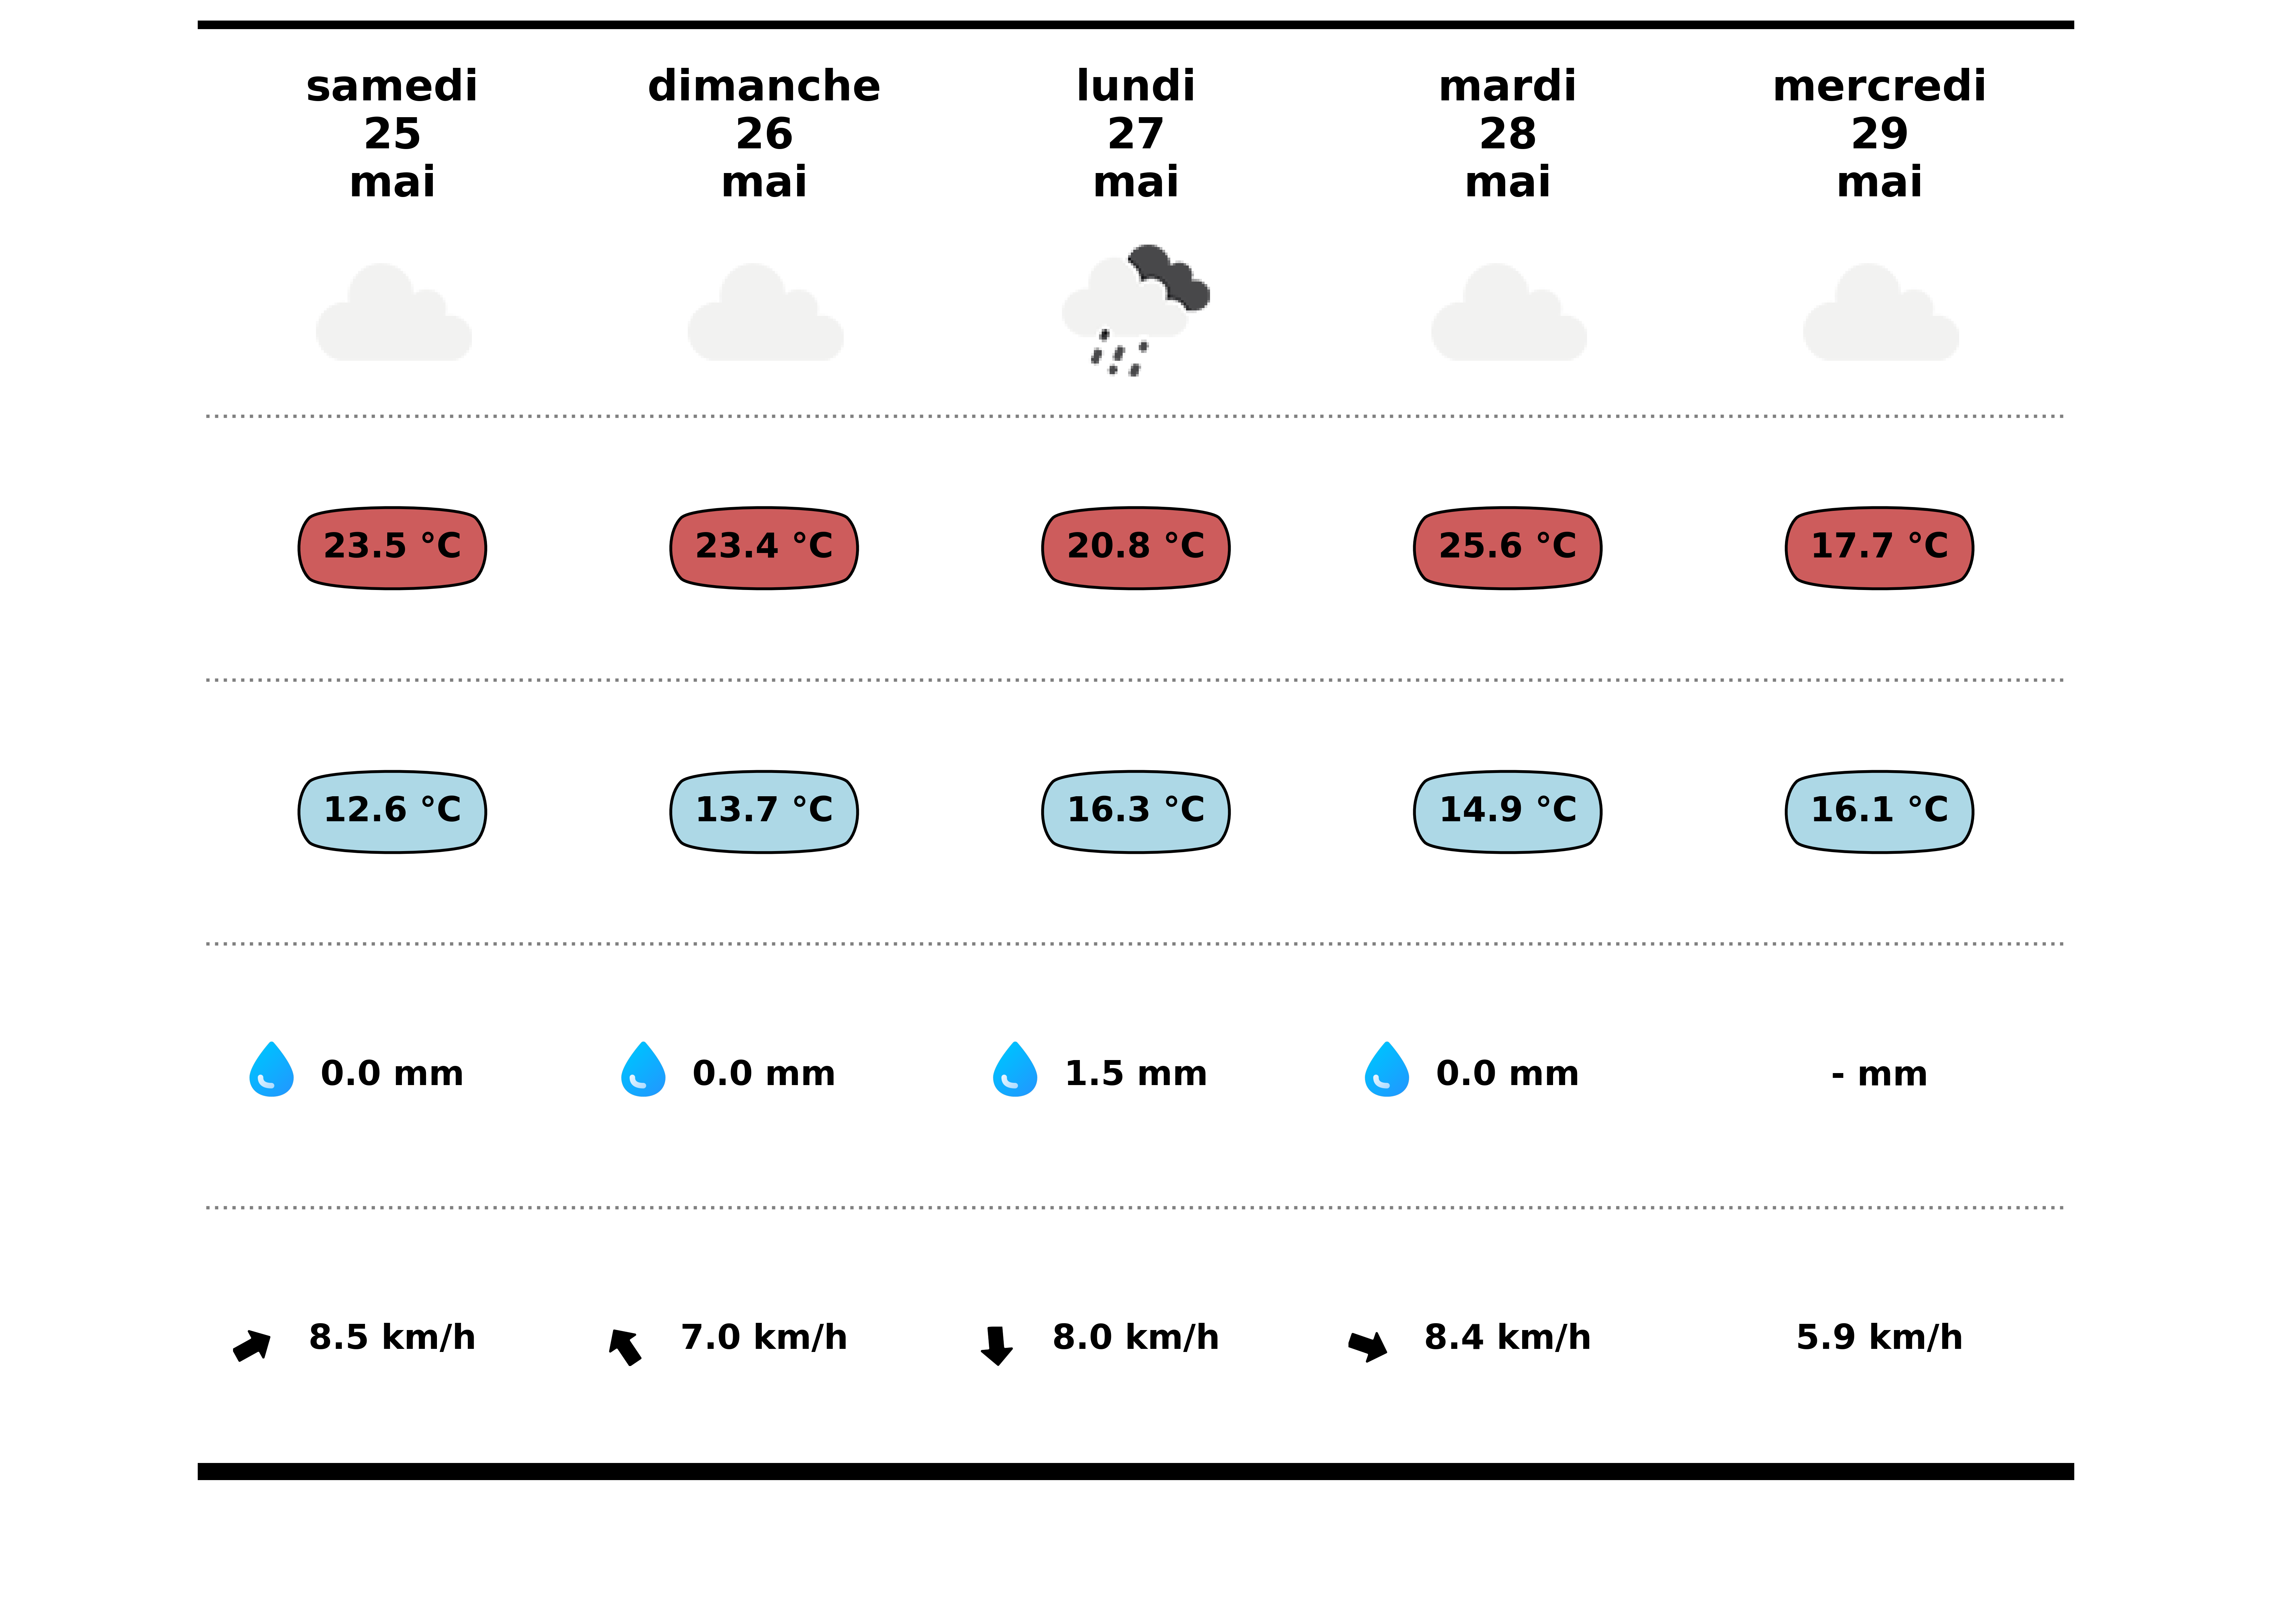 samedi dimanche lundi mardi mercredi
25 26 27 28 29
mai mai mai mai mai
23.5 °C 23.4 °C 20.8 °C 25.6 °C 17.7 °C
12.6 °C 13.7 °C 16.3 °C 14.9 °C 16.1 °C
0.0 mm 0.0 mm 1.5 mm 0.0 mm - mm
8.5 km/h 7.0 km/h 8.0 km/h 8.4 km/h 5.9 km/h